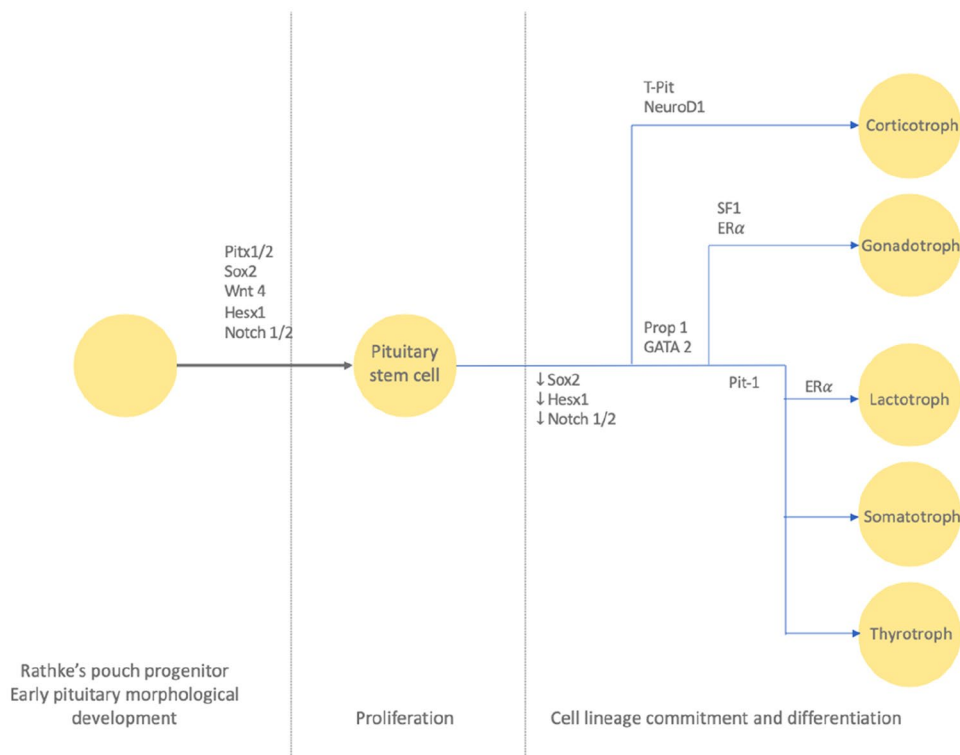 T-Pit
NeuroD1
Corticotroph
SF1
ERα
Gonadotroph
Pitx1/2
Sox2
Wnt 4
Hesx1
Notch 1/2
Pituitary
stem cell
Prop 1
GATA 2
↓Sox2
↓Hesx1
↓Notch 1/2
Pit-1
ERα
Lactotroph
Somatotroph
Thyrotroph
Rathke's pouch progenitor
Early pituitary morphological
development
Proliferation
Cell lineage commitment and differentiation